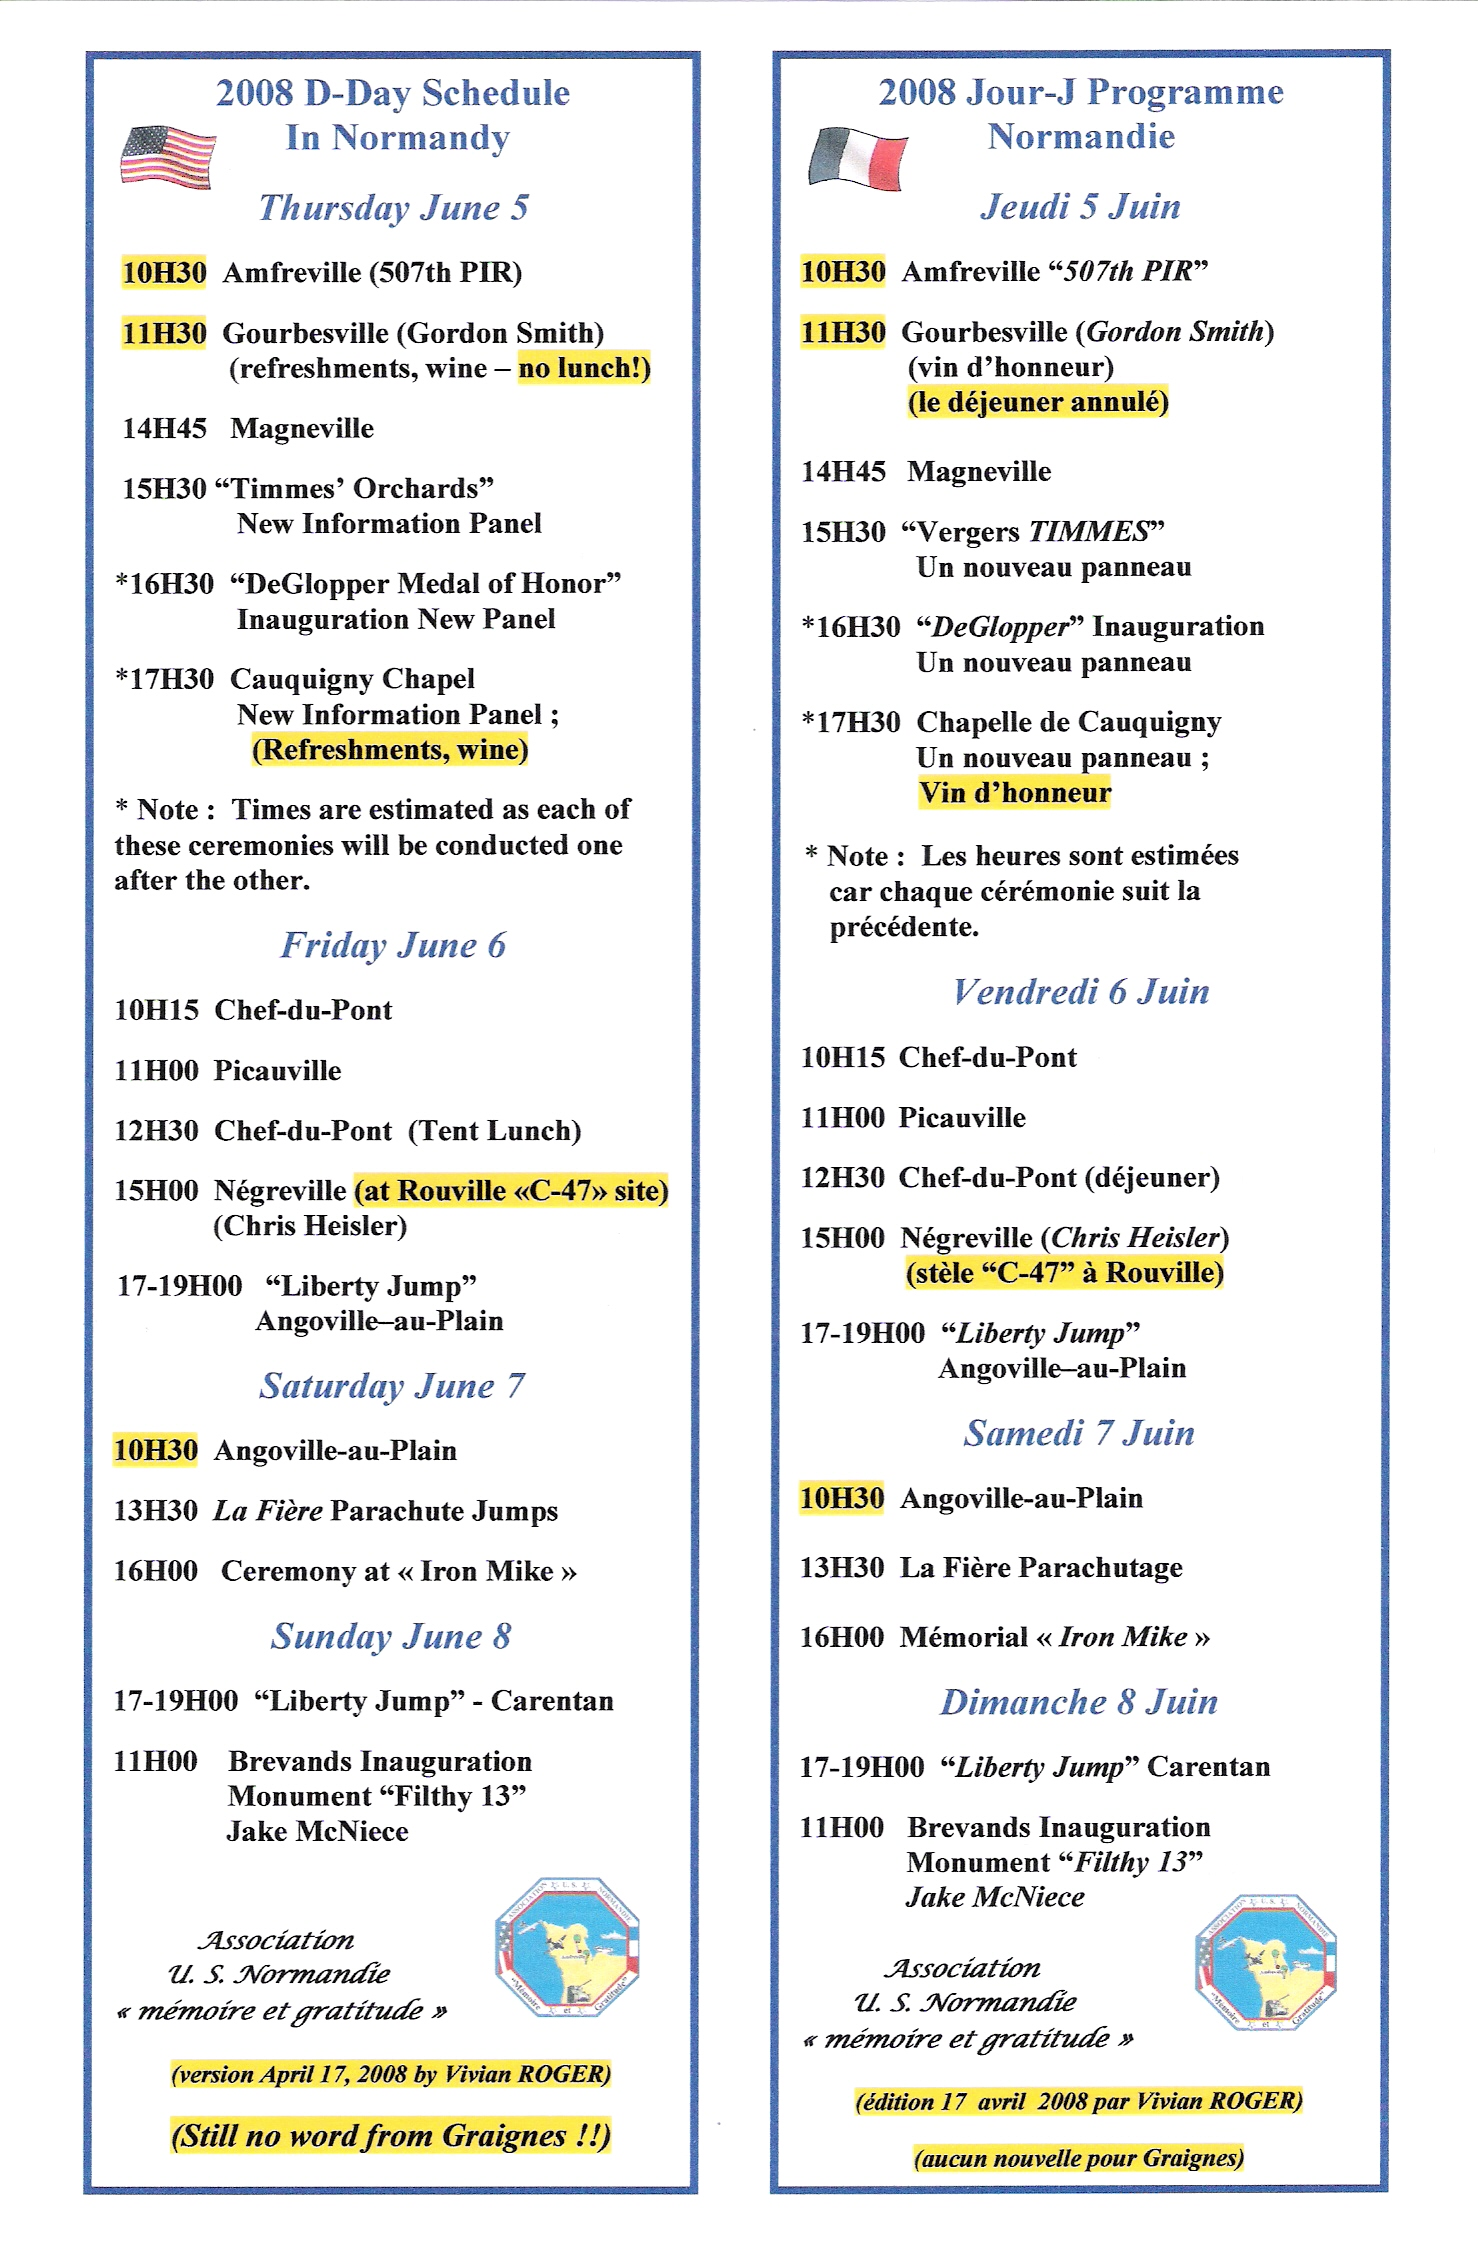 2008 D-Day Schedule
In Normandy
Thursday June 5
10H30 Amfreville (507th PIR)
11H30 Gourbesville (Gordon Smith)
(refreshments, wine – no lunch!)
14H45 Magneville
15H30 “Timmes’ Orchards”
New Information Panel
*16H30 “DeGlopper Medal of Honor”
Inauguration New Panel
*17H30 Cauquigny Chapel
New Information Panel ;
(Refreshments, wine)
* Note : Times are estimated as each of
these ceremonies will be conducted one
after the other.
Friday June 6
10H15 Chef-du-Pont
11H00 Picauville
12H30 Chef-du-Pont (Tent Lunch)
15H00 Négreville (at Rouville «C-47» site)
(Chris Heisler)
17-19H00 “Liberty Jump”
Angoville–au-Plain
Saturday June 7
10H30 Angoville-au-Plain
13H30 La Fière Parachute Jumps
16H00 Ceremony at « Iron Mike »
Sunday June 8
17-19H00 “Liberty Jump” - Carentan
11H00 Brevands Inauguration
Monument “Filthy 13”
Jake McNiece
Association
U. S. Normandie
« mémoire et gratitude »
ASSOCIATION U.S. NORMANDIE
“Mémoire et Gratitude”
(version April 17, 2008 by Vivian ROGER)
(Still no word from Graignes !!)
2008 Jour-J Programme
Normandie
Jeudi 5 Juin
10H30 Amfreville “507th PIR”
11H30 Gourbesville (Gordon Smith)
(vin d’honneur)
(le déjeuner annulé)
14H45 Magneville
15H30 “Vergers TIMMES”
Un nouveau panneau
*16H30 “DeGlopper” Inauguration
Un nouveau panneau
*17H30 Chapelle de Cauquigny
Un nouveau panneau ;
Vin d’honneur
* Note : Les heures sont estimées
car chaque cérémonie suit la
précédente.
Vendredi 6 Juin
10H15 Chef-du-Pont
11H00 Picauville
12H30 Chef-du-Pont (déjeuner)
15H00 Négreville (Chris Heisler)
(stèle “C-47” à Rouville)
17-19H00 “Liberty Jump”
Angoville–au-Plain
Samedi 7 Juin
10H30 Angoville-au-Plain
13H30 La Fière Parachutage
16H00 Mémorial « Iron Mike »
Dimanche 8 Juin
17-19H00 “Liberty Jump” Carentan
11H00 Brevands Inauguration
Monument “Filthy 13”
Jake McNiece
Association
U. S. Normandie
« mémoire et gratitude »
ASSOCIATION U.S. NORMANDIE
“Mémoire et Gratitude”
(édition 17 avril 2008 par Vivian ROGER)
(aucun nouvelle pour Graignes)